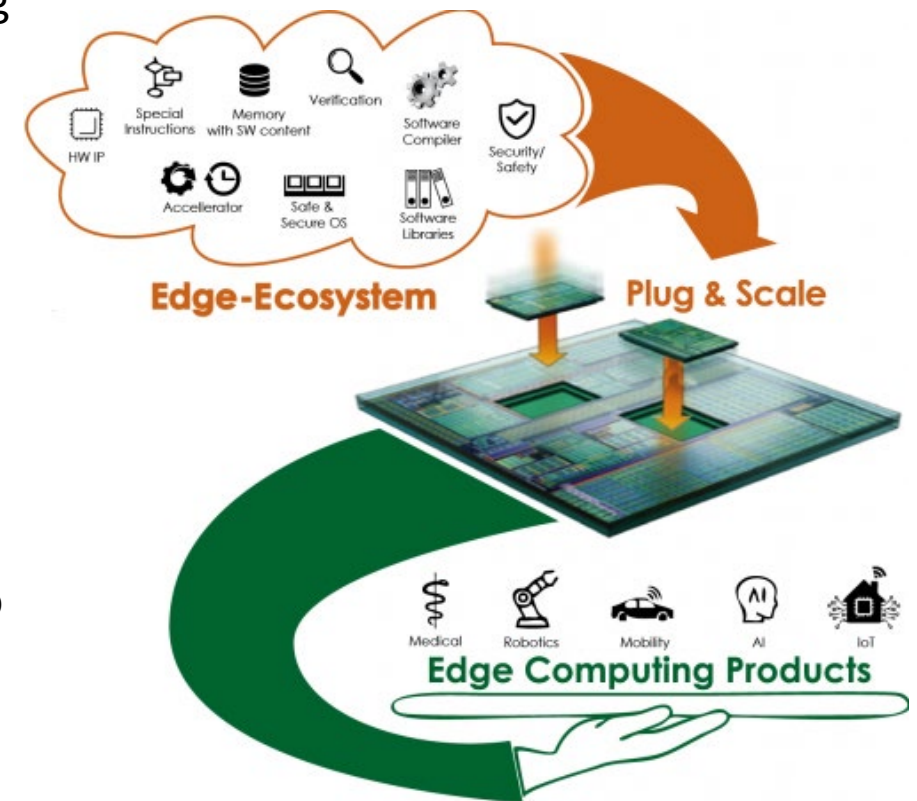 g
HW IP
Special
Instructions
Memory
with SW content
Verification
Software
Compiler
Security/
Safety
Accellerator
Safe &
Secure OS
Software
Libraries
Edge-Ecosystem
Plug & Scale
Medical
Robotics
Mobility
AI
AI
IoT
Edge Computing Products